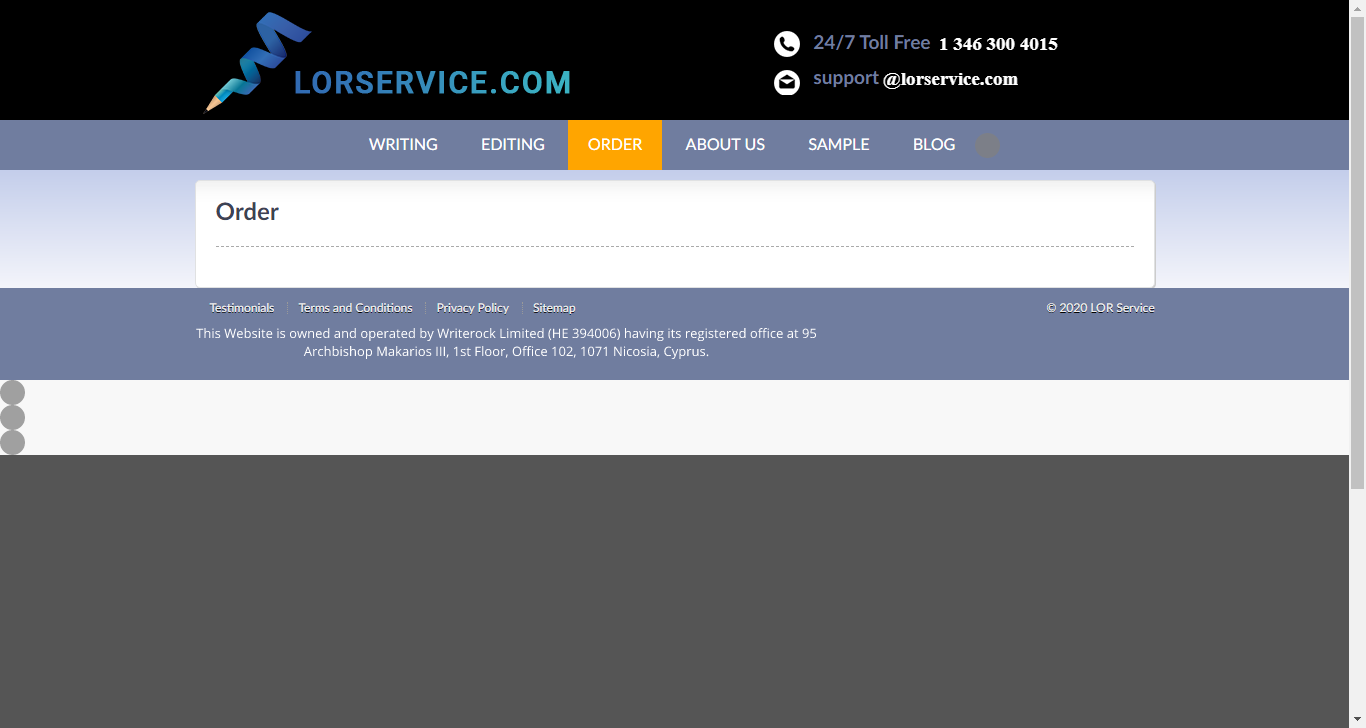 LORSERVICE.COM
24/7 Toll Free 1 346 300 4015
support @lorservice.com
WRITING EDITING ORDER ABOUT US SAMPLE BLOG
Order
Testimonials Terms and Conditions Privacy Policy Sitemap © 2020 LOR Service
This Website is owned and operated by Writerock Limited (HE 394006) having its registered office at 95
Archbishop Makarios III, 1st Floor, Office 102, 1071 Nicosia, Cyprus.